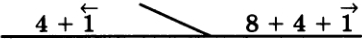 4 + 1← 8 + 4 + 1→